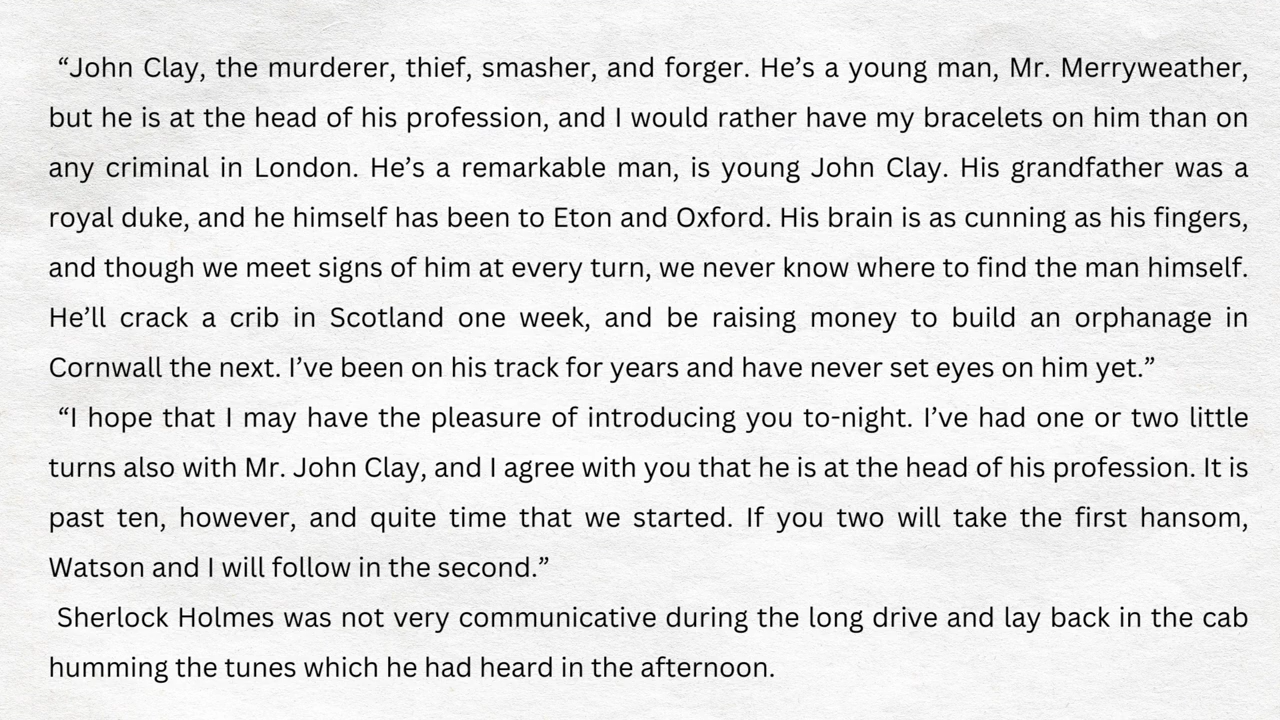 “John Clay, the murderer, thief, smasher, and forger. He’s a young man, Mr. Merryweather,
but he is at the head of his profession, and I would rather have my bracelets on him than on
any criminal in London. He’s a remarkable man, is young John Clay. His grandfather was a
royal duke, and he himself has been to Eton and Oxford. His brain is as cunning as his fingers,
and though we meet signs of him at every turn, we never know where to find the man himself.
He’ll crack a crib in Scotland one week, and be raising money to build an orphanage in
Cornwall the next. I’ve been on his track for years and have never set eyes on him yet.”
“I hope that I may have the pleasure of introducing you to-night. I’ve had one or two little
turns also with Mr. John Clay, and I agree with you that he is at the head of his profession. It is
past ten, however, and quite time that we started. If you two will take the first hansom,
Watson and I will follow in the second.”
Sherlock Holmes was not very communicative during the long drive and lay back in the cab
humming the tunes which he had heard in the afternoon.